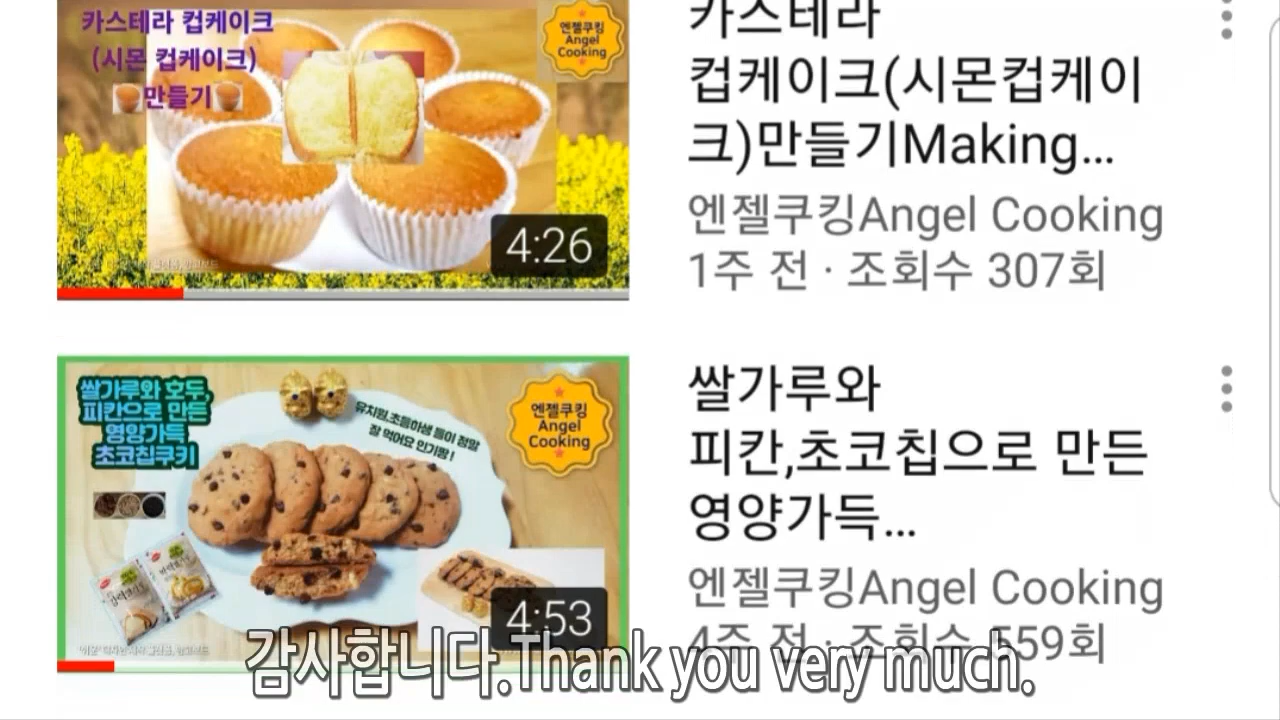 카스테라 컵케이크
(시몬 컵케이크)
만들기
엔젤쿠킹
Angel
Cooking
4:26
카스테라
컵케이크(시몬컵케이
크)만들기Making...
엔젤쿠킹Angel Cooking
1주 전 · 조회수 307회
쌀가루와 호두,
피칸으로 만든
영양가득
초코칩쿠키
유치원,초등학생 들이 정말
잘 먹어요 인기짱!
엔젤쿠킹
Angel
Cooking
4:53
쌀가루와
피칸,초코칩으로 만든
영양가득...
엔젤쿠킹Angel Cooking
4주 전 · 조회수 559회
감사합니다.Thank you very much.